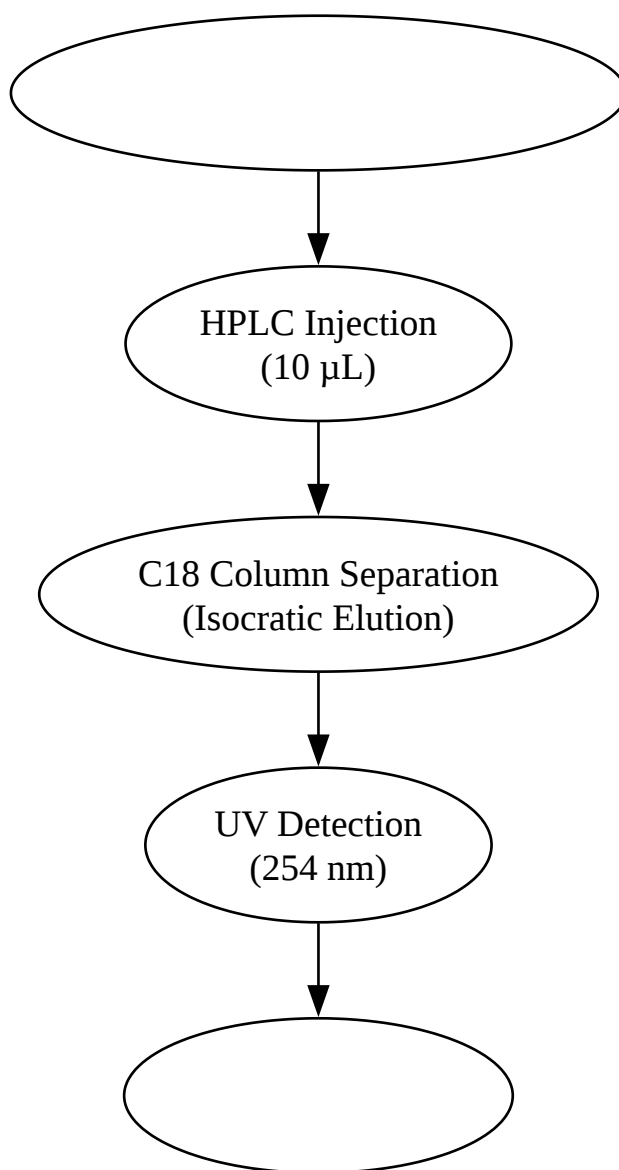 HPLC Injection
(10 µL)
C18 Column Separation
(Isocratic Elution)
UV Detection
(254 nm)